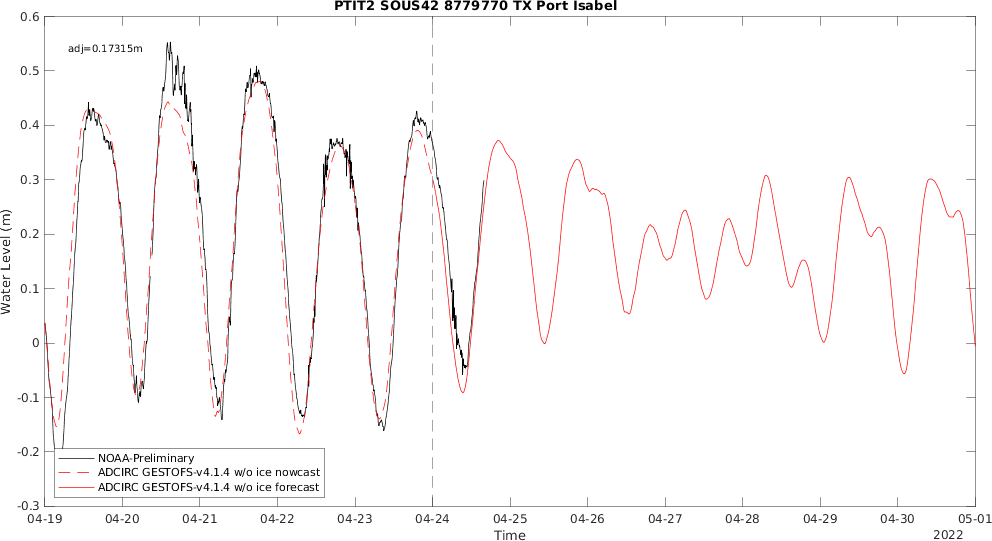 PTIT2 SOUS42 8779770 TX Port Isabel
adj=0.17315m
0.6
0.5
0.4
0.3
0.2
0.1
0
-0.1
-0.2
-0.3
Water Level (m)
NOAA-Preliminary
ADCIRC GESTOFS-v4.1.4 w/o ice nowcast
ADCIRC GESTOFS-v4.1.4 w/o ice forecast
04-19 04-20 04-21 04-22 04-23 04-24 04-25 04-26 04-27 04-28 04-29 04-30 05-01
Time
2022